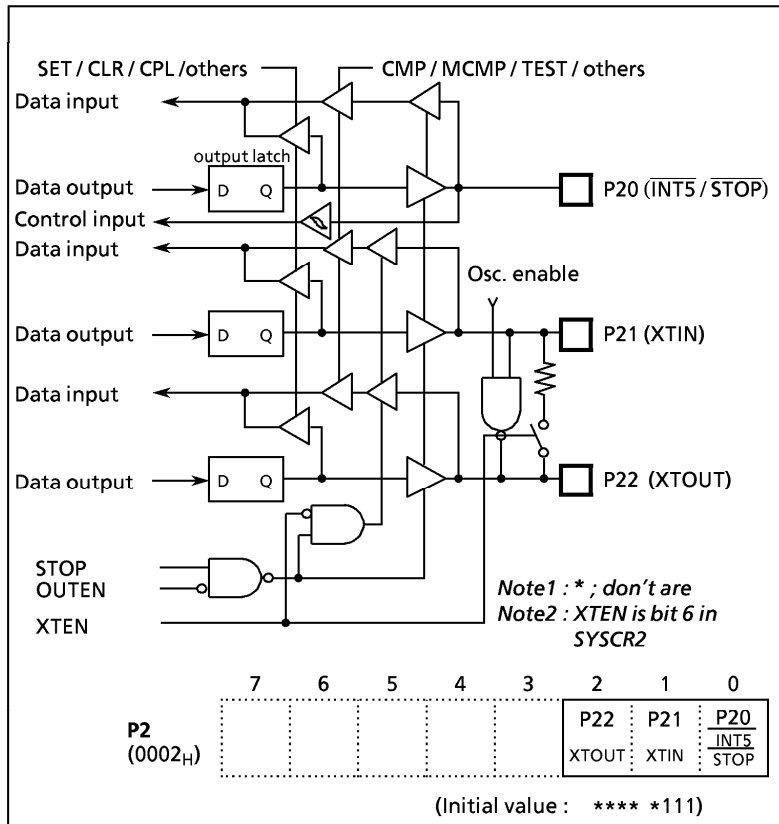 SET / CLR / CPL /others CMP / MCMP / TEST / others
Data input
output latch
Data output D Q P20 (INT5 / STOP)
Control input
Data input
Osc. enable
Data output D Q P21 (XTIN)
Data input
Data output D Q P22 (XTOUT)
STOP
OUTEN
XTEN
Note1 : * ; don't are
Note2 : XTEN is bit 6 in
SYSCR2
7 6 5 4 3 2 1 0
P2
(0002H)
P22 P21 P20
XTOUT XTIN INT5
STOP
(Initial value : **** *111)